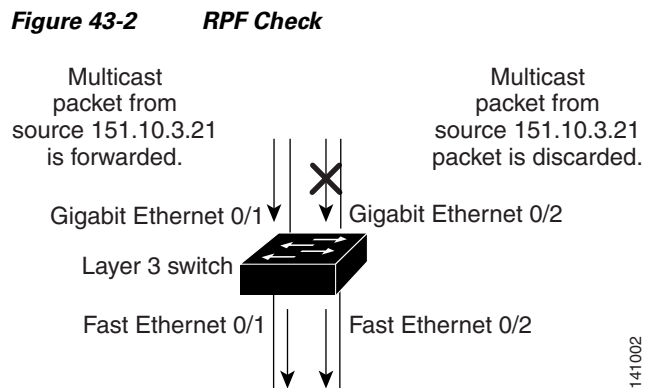 Figure 43-2 RPF Check
Multicast
packet from
source 151.10.3.21
is forwarded.
Multicast
packet from
source 151.10.3.21
packet is discarded.
Gigabit Ethernet 0/1
Gigabit Ethernet 0/2
Layer 3 switch
Fast Ethernet 0/1
Fast Ethernet 0/2
141002